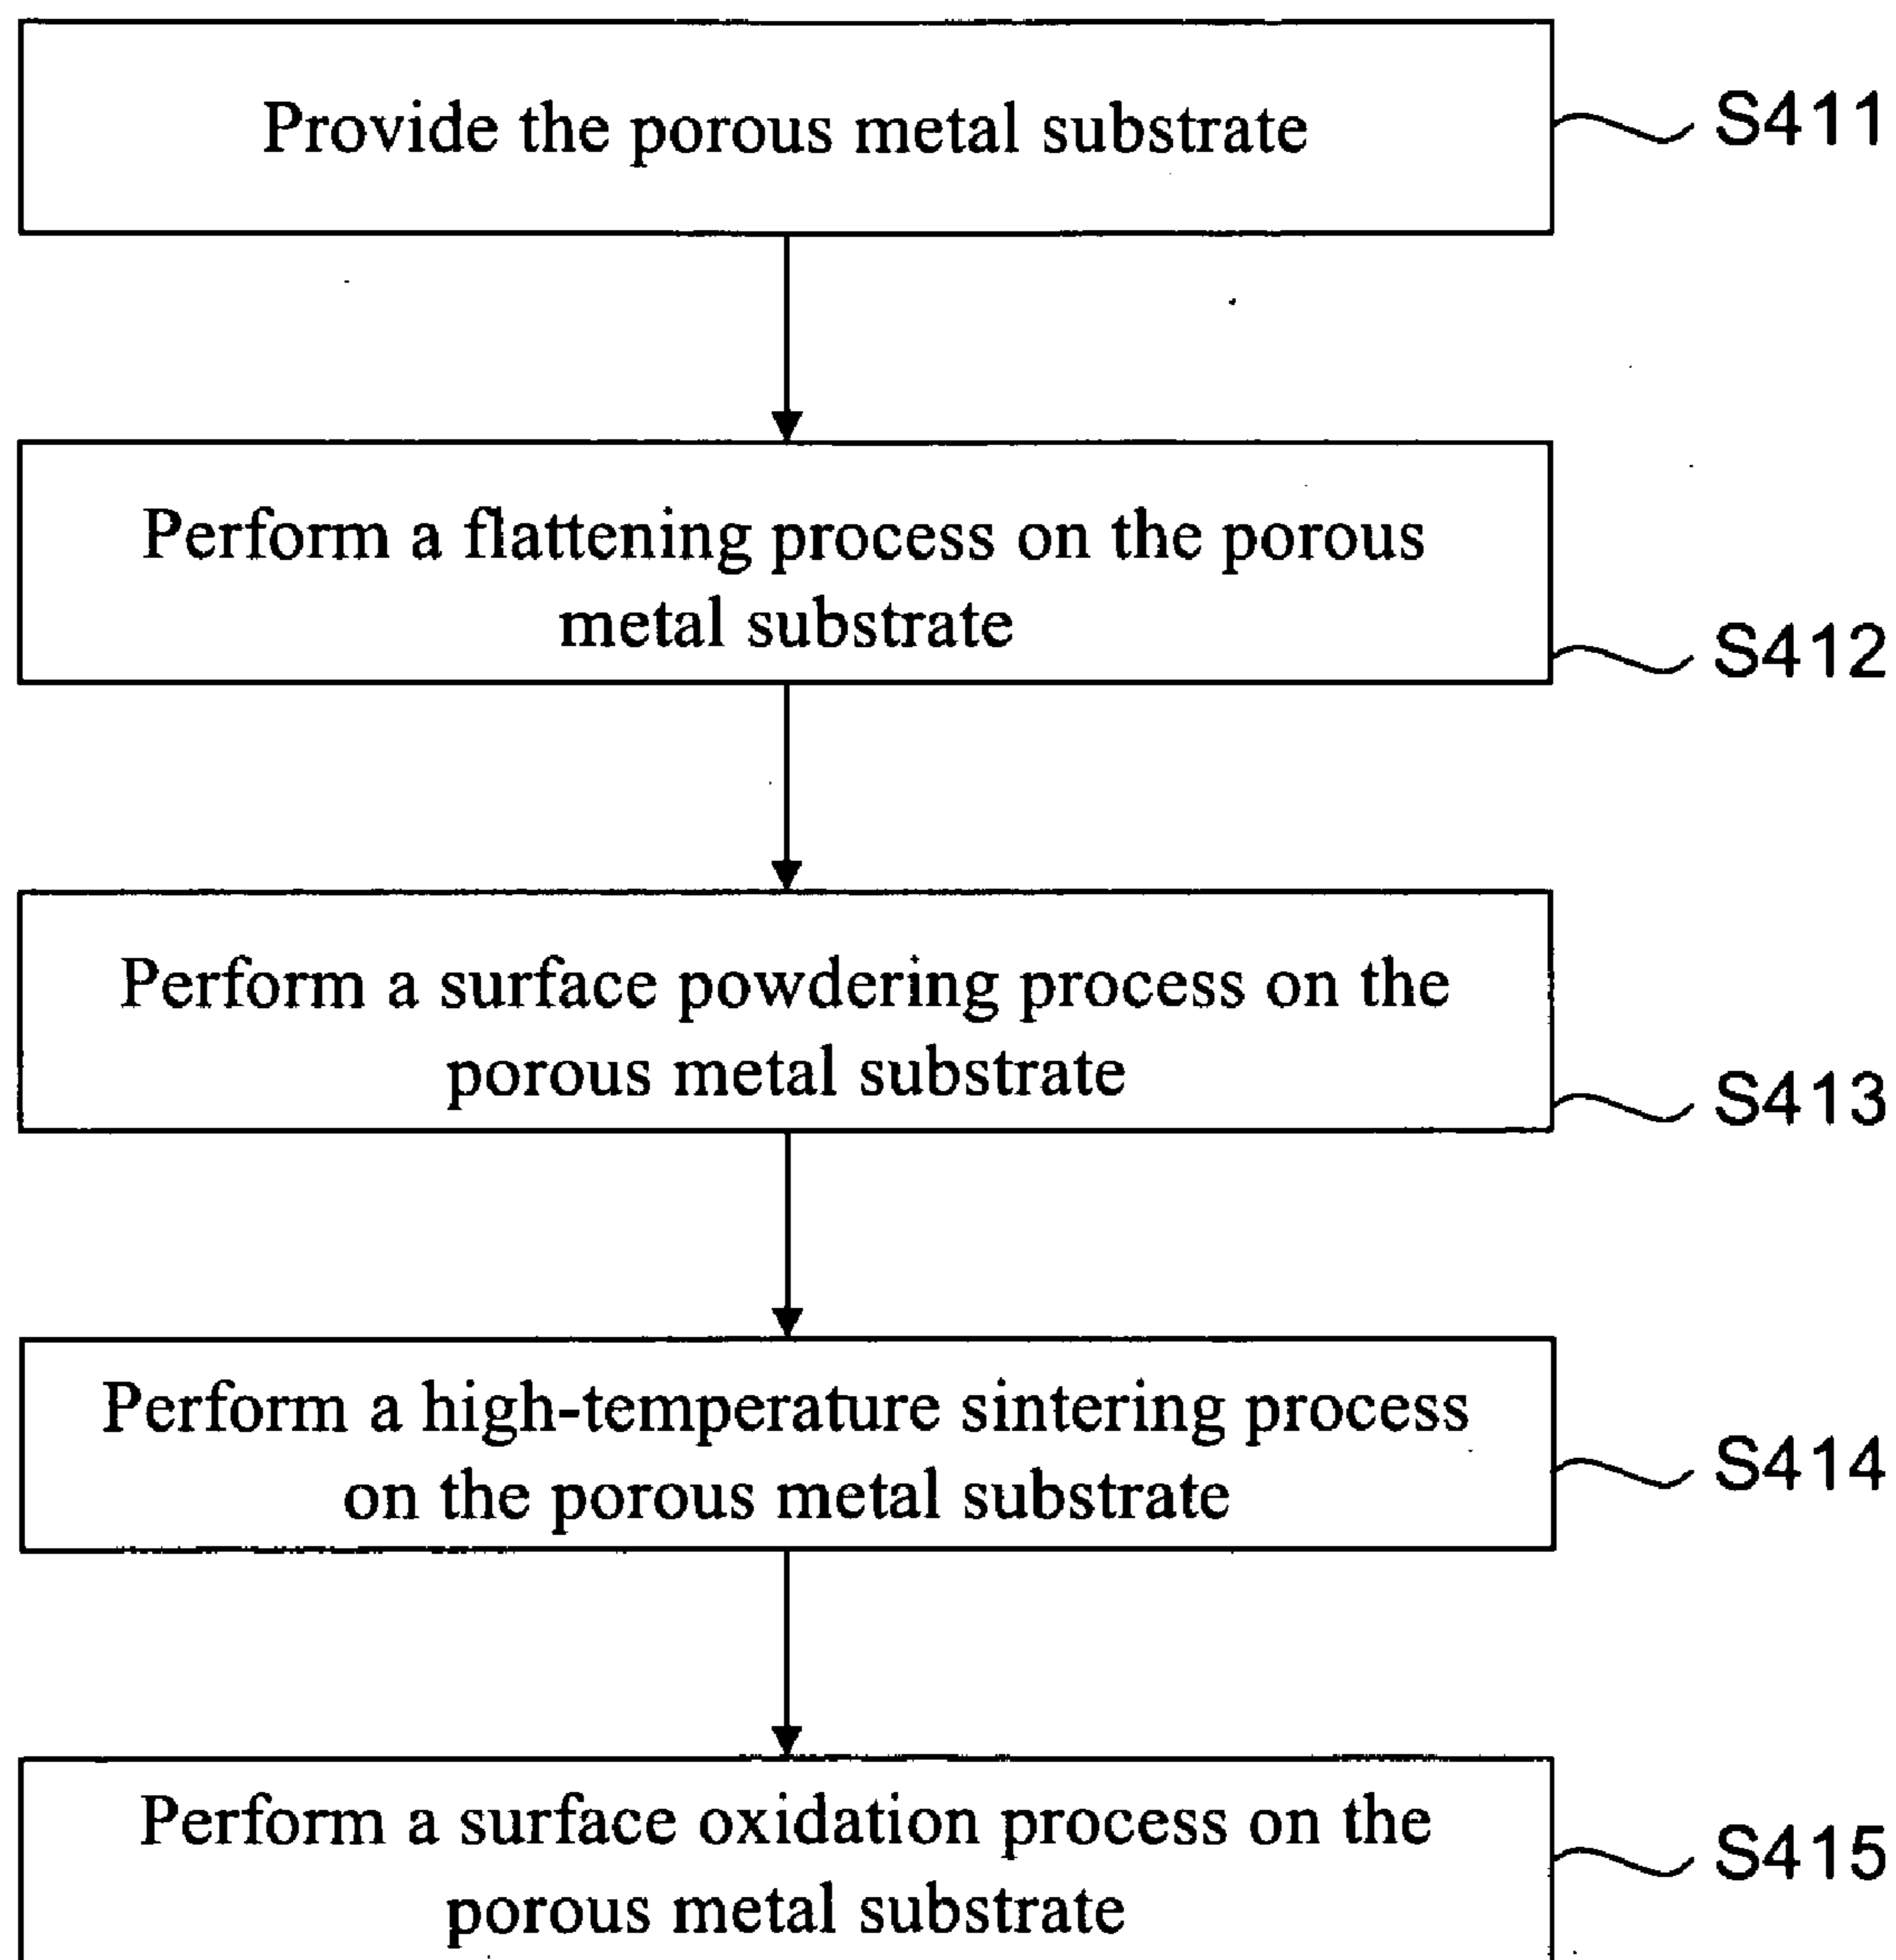 Provide the porous metal substrate
S411
Perform a flattening process on the porous
metal substrate
S412
Perform a surface powdering process on the
porous metal substrate
S413
Perform a high-temperature sintering process
on the porous metal substrate
S414
Perform a surface oxidation process on the
porous metal substrate
S415